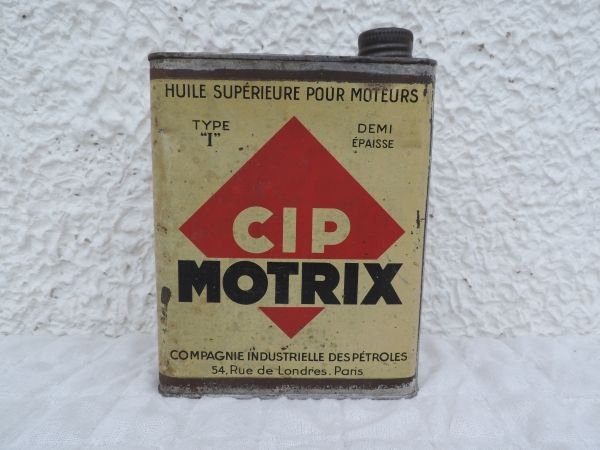 HUILE SUPÉRIEURE POUR MOTEURS
TYPE DEMI
"I" ÉPAISSE
CIP
MOTRIX
COMPAGNIE INDUSTRIELLE DES PÉTROLES
54, Rue de Londres. Paris